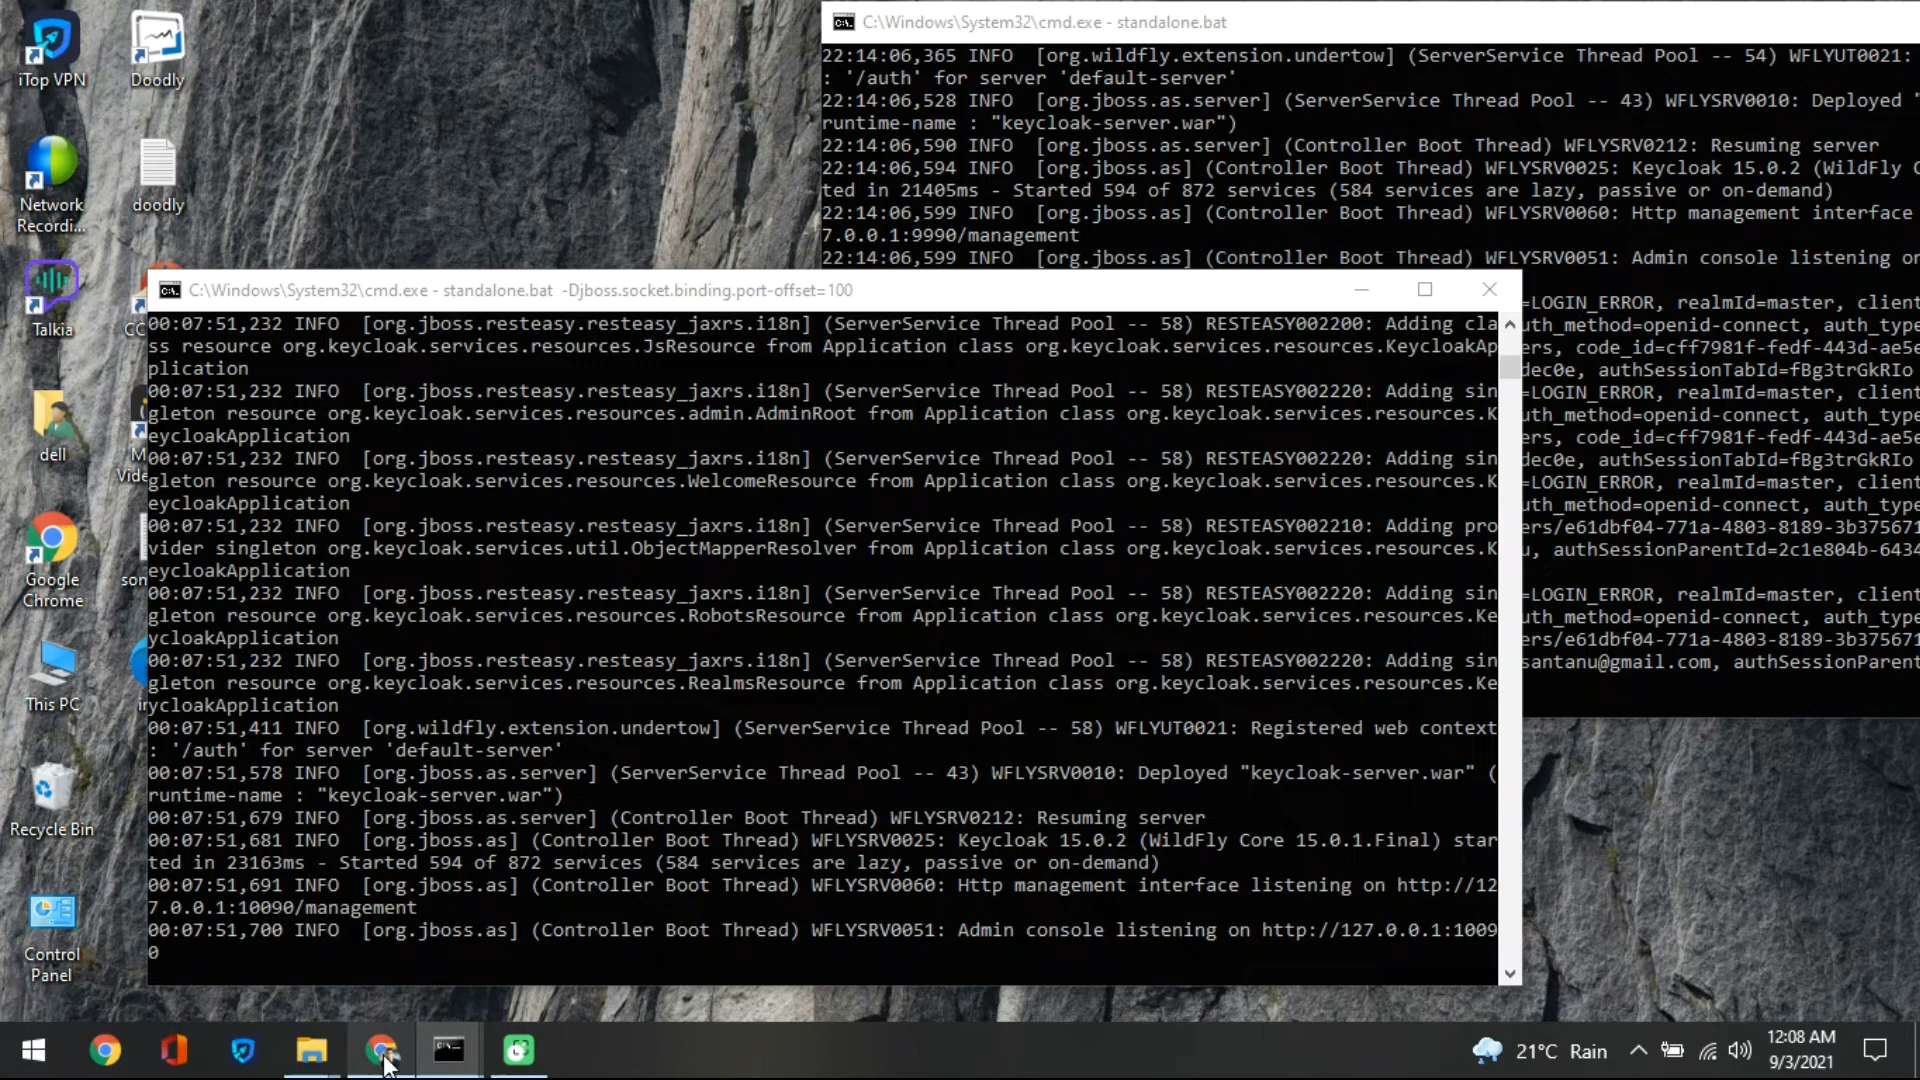 iTop VPN
Doodly
Network
Recordi...
doodly
Talkia
CC
dell
M
Vide
Google
Chrome
son
This PC
Recycle Bin
Control
Panel
C:\Windows\System32\cmd.exe - standalone.bat
22:14:06,365 INFO  [org.wildfly.extension.undertow] (ServerService Thread Pool -- 54) WFLYUT0021:
: '/auth' for server 'default-server'
22:14:06,528 INFO  [org.jboss.as.server] (ServerService Thread Pool -- 43) WFLYSRV0010: Deployed "
runtime-name : "keycloak-server.war")
22:14:06,590 INFO  [org.jboss.as.server] (Controller Boot Thread) WFLYSRV0212: Resuming server
22:14:06,594 INFO  [org.jboss.as] (Controller Boot Thread) WFLYSRV0025: Keycloak 15.0.2 (WildFly C
ted in 21405ms - Started 594 of 872 services (584 services are lazy, passive or on-demand)
22:14:06,599 INFO  [org.jboss.as] (Controller Boot Thread) WFLYSRV0060: Http management interface
7.0.0.1:9990/management
22:14:06,599 INFO  [org.jboss.as] (Controller Boot Thread) WFLYSRV0051: Admin console listening on
=LOGIN_ERROR, realmId=master, client
uth_method=openid-connect, auth_type
ers, code_id=cff7981f-fedf-443d-ae5e
dec0e, authSessionTabId=fBg3trGkRIo
=LOGIN_ERROR, realmId=master, client
uth_method=openid-connect, auth_type
ers, code_id=cff7981f-fedf-443d-ae5e
dec0e, authSessionTabId=fBg3trGkRIo
=LOGIN_ERROR, realmId=master, client
uth_method=openid-connect, auth_type
ers/e61dbf04-771a-4803-8189-3b375671
u, authSessionParentId=2c1e804b-6434
=LOGIN_ERROR, realmId=master, client
uth_method=openid-connect, auth_type
ers/e61dbf04-771a-4803-8189-3b375671
santanu@gmail.com, authSessionParent
C:\Windows\System32\cmd.exe - standalone.bat  -Djboss.socket.binding.port-offset=100
00:07:51,232 INFO  [org.jboss.resteasy.resteasy_jaxrs.i18n] (ServerService Thread Pool -- 58) RESTEASY002200: Adding cla
ss resource org.keycloak.services.resources.JsResource from Application class org.keycloak.services.resources.KeycloakAp
plication
00:07:51,232 INFO  [org.jboss.resteasy.resteasy_jaxrs.i18n] (ServerService Thread Pool -- 58) RESTEASY002220: Adding sin
gleton resource org.keycloak.services.resources.admin.AdminRoot from Application class org.keycloak.services.resources.K
eycloakApplication
00:07:51,232 INFO  [org.jboss.resteasy.resteasy_jaxrs.i18n] (ServerService Thread Pool -- 58) RESTEASY002220: Adding sin
gleton resource org.keycloak.services.resources.WelcomeResource from Application class org.keycloak.services.resources.K
eycloakApplication
00:07:51,232 INFO  [org.jboss.resteasy.resteasy_jaxrs.i18n] (ServerService Thread Pool -- 58) RESTEASY002210: Adding pro
vider singleton org.keycloak.services.util.ObjectMapperResolver from Application class org.keycloak.services.resources.K
eycloakApplication
00:07:51,232 INFO  [org.jboss.resteasy.resteasy_jaxrs.i18n] (ServerService Thread Pool -- 58) RESTEASY002220: Adding sin
gleton resource org.keycloak.services.resources.RobotsResource from Application class org.keycloak.services.resources.Ke
ycloakApplication
00:07:51,232 INFO  [org.jboss.resteasy.resteasy_jaxrs.i18n] (ServerService Thread Pool -- 58) RESTEASY002220: Adding sin
gleton resource org.keycloak.services.resources.RealmsResource from Application class org.keycloak.services.resources.Ke
ycloakApplication
00:07:51,411 INFO  [org.wildfly.extension.undertow] (ServerService Thread Pool -- 58) WFLYUT0021: Registered web context
: '/auth' for server 'default-server'
00:07:51,578 INFO  [org.jboss.as.server] (ServerService Thread Pool -- 43) WFLYSRV0010: Deployed "keycloak-server.war" (
runtime-name : "keycloak-server.war")
00:07:51,679 INFO  [org.jboss.as.server] (Controller Boot Thread) WFLYSRV0212: Resuming server
00:07:51,681 INFO  [org.jboss.as] (Controller Boot Thread) WFLYSRV0025: Keycloak 15.0.2 (WildFly Core 15.0.1.Final) star
ted in 23163ms - Started 594 of 872 services (584 services are lazy, passive or on-demand)
00:07:51,691 INFO  [org.jboss.as] (Controller Boot Thread) WFLYSRV0060: Http management interface listening on http://12
7.0.0.1:10090/management
00:07:51,700 INFO  [org.jboss.as] (Controller Boot Thread) WFLYSRV0051: Admin console listening on http://127.0.0.1:1009
0
21°C  Rain
12:08 AM
9/3/2021